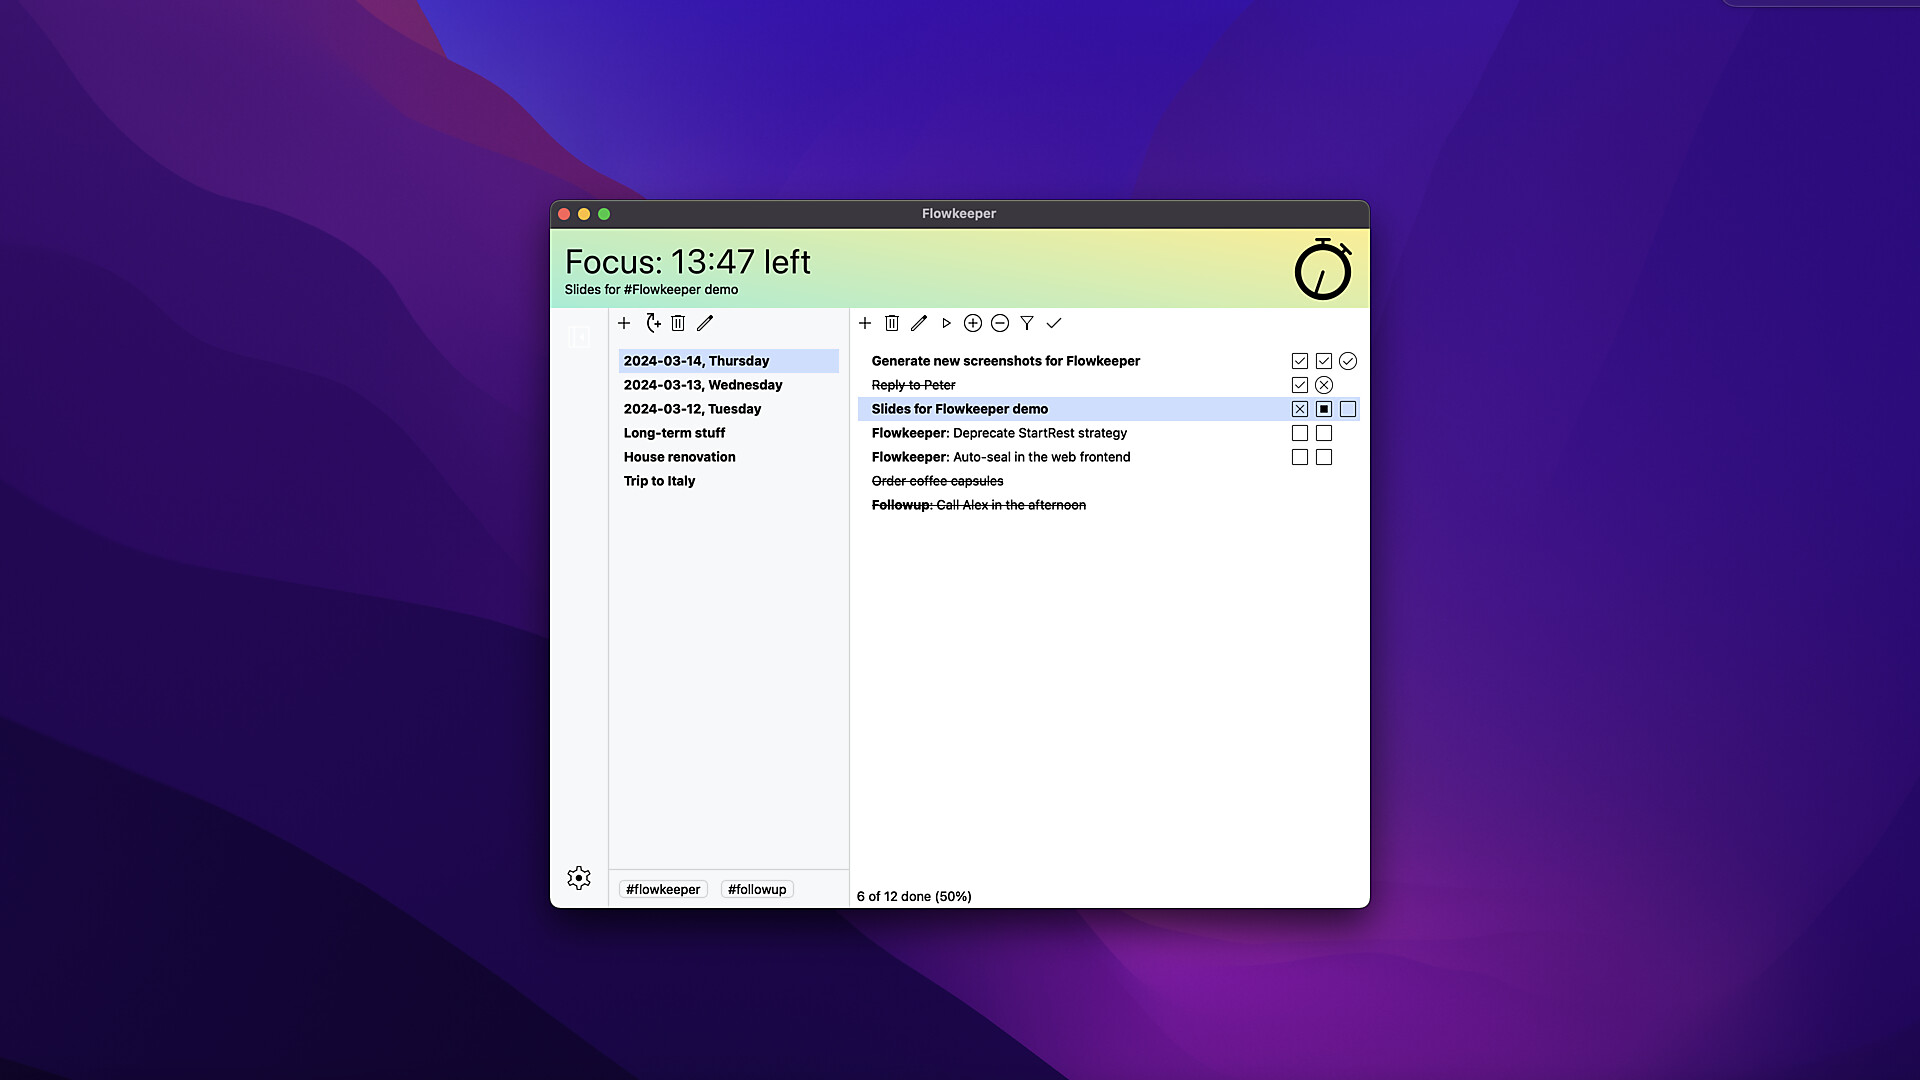 Flowkeeper
Focus: 13:47 left
Slides for #Flowkeeper demo
2024-03-14, Thursday
2024-03-13, Wednesday
2024-03-12, Tuesday
Long-term stuff
House renovation
Trip to Italy
#flowkeeper #followup
Generate new screenshots for Flowkeeper
Reply to Peter
Slides for Flowkeeper demo
Flowkeeper: Deprecate StartRest strategy
Flowkeeper: Auto-seal in the web frontend
Order coffee capsules
Followup: Call Alex in the afternoon
6 of 12 done (50%)